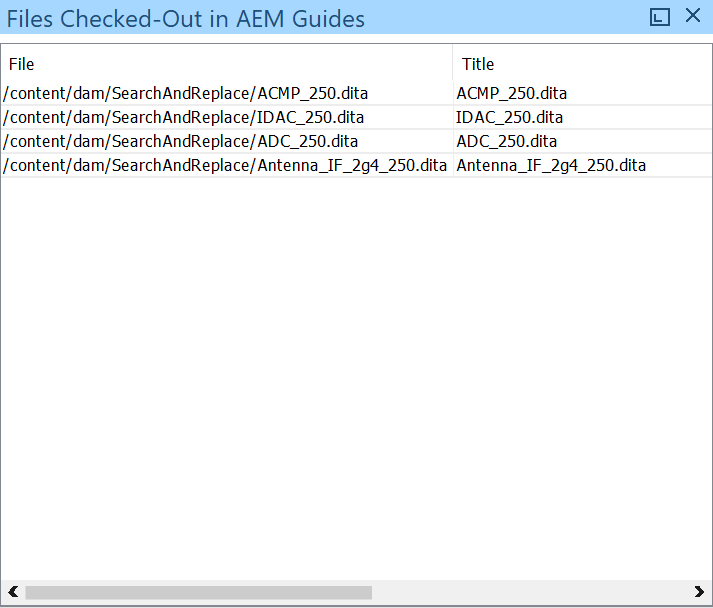 Files Checked-Out in AEM Guides
File Title
/content/dam/SearchAndReplace/ACMP_250.dita ACMP_250.dita
/content/dam/SearchAndReplace/IDAC_250.dita IDAC_250.dita
/content/dam/SearchAndReplace/ADC_250.dita ADC_250.dita
/content/dam/SearchAndReplace/Antenna_IF_2g4_250.dita Antenna_IF_2g4_250.dita